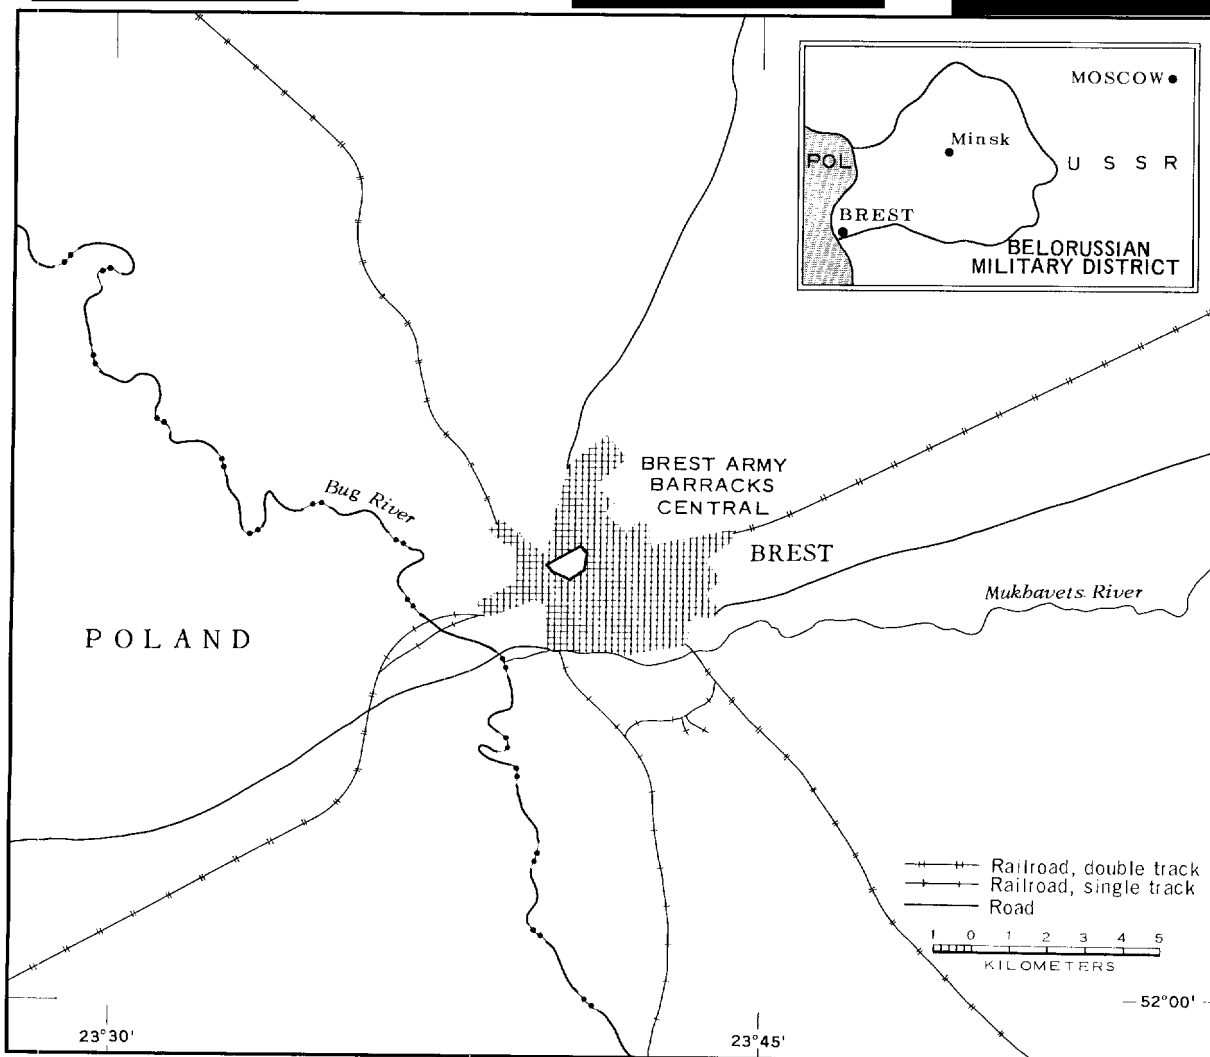 MOSCOW
Minsk
POL
U S S R
BREST
BELORUSSIAN
MILITARY DISTRICT
BREST ARMY
BARRACKS
CENTRAL
Bug River
BREST
Mukhavets River
POLAND
Railroad, double track
Railroad, single track
Road
1 0 1 2 3 4 5
KILOMETERS
52°00'
23°30'
23°45'